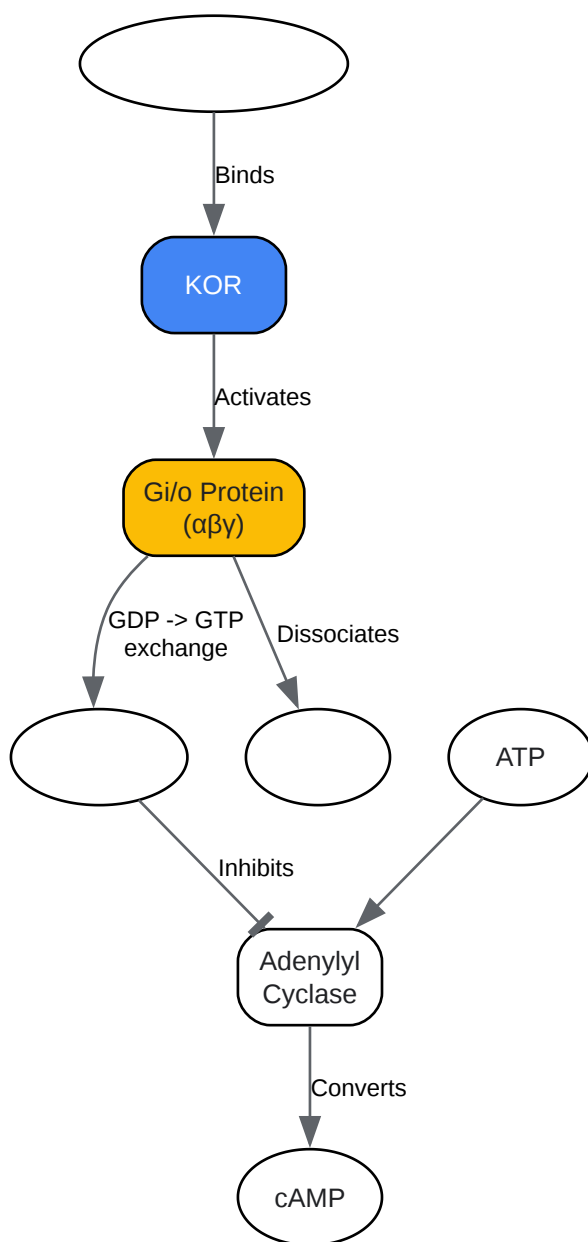 Binds
KOR
Activates
Gi/o Protein
(αβγ)
GDP -> GTP
exchange
Dissociates
ATP
Inhibits
Adenylyl
Cyclase
Converts
cAMP